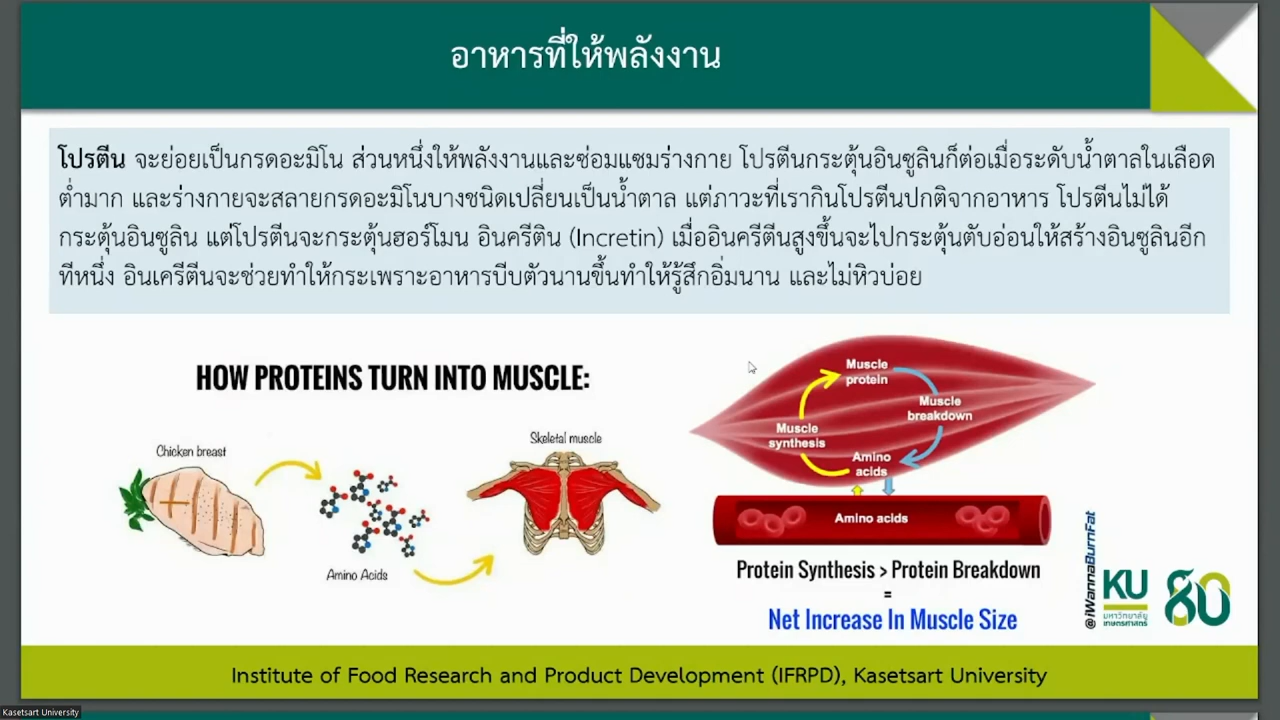 อาหารที่ให้พลังงาน
โปรตีน จะย่อยเป็นกรดอะมิโน ส่วนหนึ่งให้พลังงานและซ่อมแซมร่างกาย โปรตีนกระตุ้นอินซูลินก็ต่อเมื่อระดับน้ำตาลในเลือด
ต่ำมาก และร่างกายจะสลายกรดอะมิโนบางชนิดเปลี่ยนเป็นน้ำตาล แต่ภาวะที่เรากินโปรตีนปกติจากอาหาร โปรตีนไม่ได้
กระตุ้นอินซูลิน แต่โปรตีนจะกระตุ้นฮอร์โมน อินครีติน (Incretin) เมื่ออินครีตีนสูงขึ้นจะไปกระตุ้นตับอ่อนให้สร้างอินซูลินอีก
ทีหนึ่ง อินเครีตีนจะช่วยทำให้กระเพราะอาหารบีบตัวนานขึ้นทำให้รู้สึกอิ่มนาน และไม่หิวบ่อย
HOW PROTEINS TURN INTO MUSCLE:
Chicken breast
Amino Acids
Skeletal muscle
Muscle
protein
Muscle
breakdown
Muscle
synthesis
Amino
acids
Amino acids
Protein Synthesis > Protein Breakdown
=
Net Increase In Muscle Size
@iWannaBurnFat
KU
มหาวิทยาลัย
เกษตรศาสตร์
80
Institute of Food Research and Product Development (IFRPD), Kasetsart University
Kasetsart University